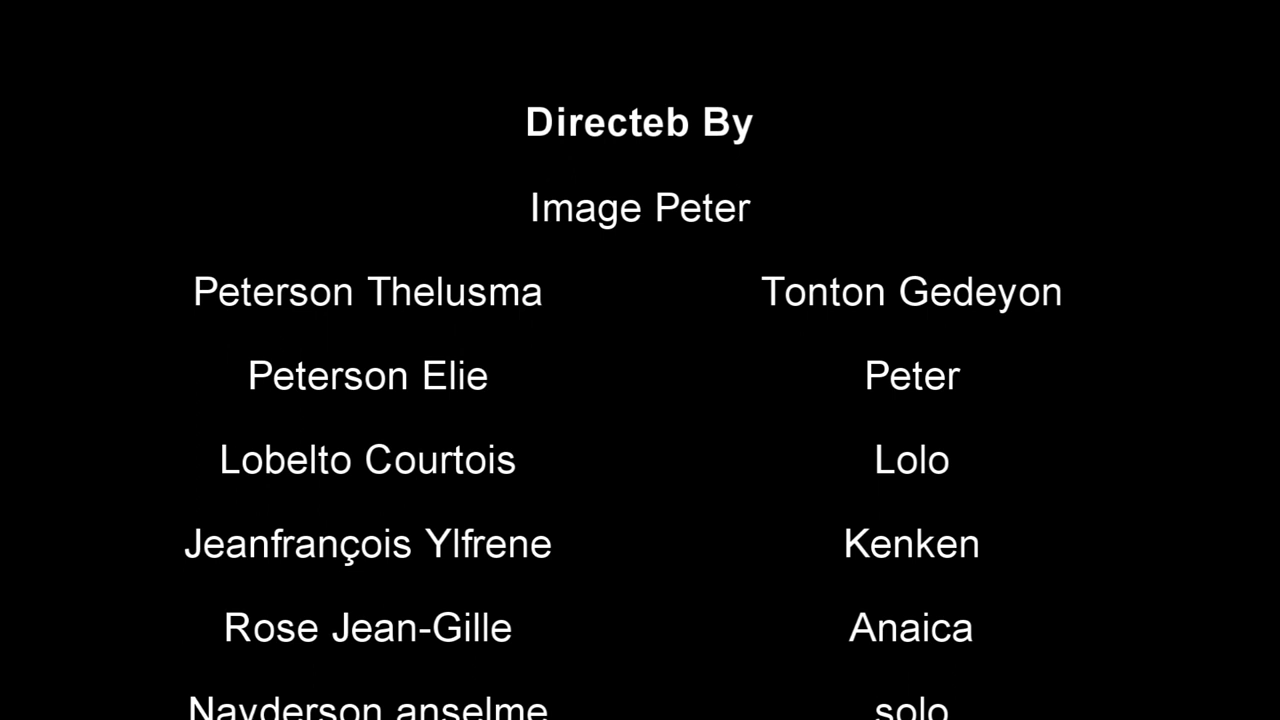 Directeb By
Image Peter
Peterson Thelusma Tonton Gedeyon
Peterson Elie Peter
Lobelto Courtois Lolo
Jeanfrançois Ylfrene Kenken
Rose Jean-Gille Anaica
Nayderson anselme solo